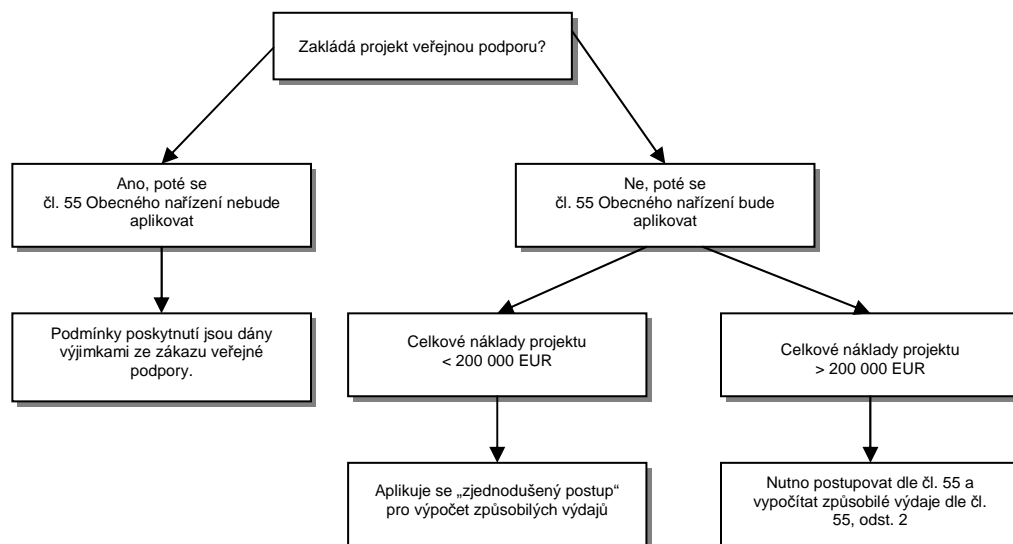 Zakládá projekt veřejnou podporu?
Ano, poté se
čl. 55 Obecného nařízení nebude
aplikovat
Ne, poté se
čl. 55 Obecného nařízení bude
aplikovat
Podmínky poskytnutí jsou dány
výjimkami ze zákazu veřejné
podpory.
Celkové náklady projektu
< 200 000 EUR
Celkové náklady projektu
> 200 000 EUR
Aplikuje se „zjednodušený postup“
pro výpočet způsobilých výdajů
Nutno postupovat dle čl. 55 a
vypočítat způsobilé výdaje dle čl.
55, odst. 2